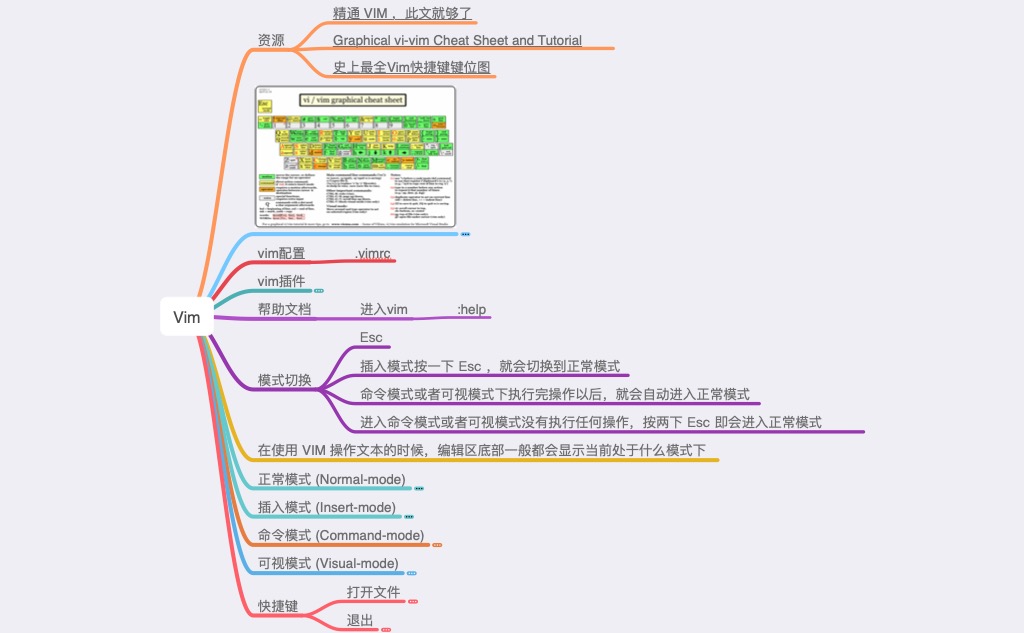 精通 VIM ，此文就够了
资源
Graphical vi-vim Cheat Sheet and Tutorial
史上最全Vim快捷键键位图
vi / vim graphical cheat sheet
Esc
vim配置
.vimrc
vim插件
帮助文档
进入vim
:help
Vim
Esc
插入模式按一下 Esc ，就会切换到正常模式
模式切换
命令模式或者可视模式下执行完操作以后，就会自动进入正常模式
进入命令模式或者可视模式没有执行任何操作，按两下 Esc 即会进入正常模式
在使用 VIM 操作文本的时候，编辑区底部一般都会显示当前处于什么模式下
正常模式 (Normal-mode)
插入模式 (Insert-mode)
命令模式 (Command-mode)
可视模式 (Visual-mode)
快捷键
打开文件
退出